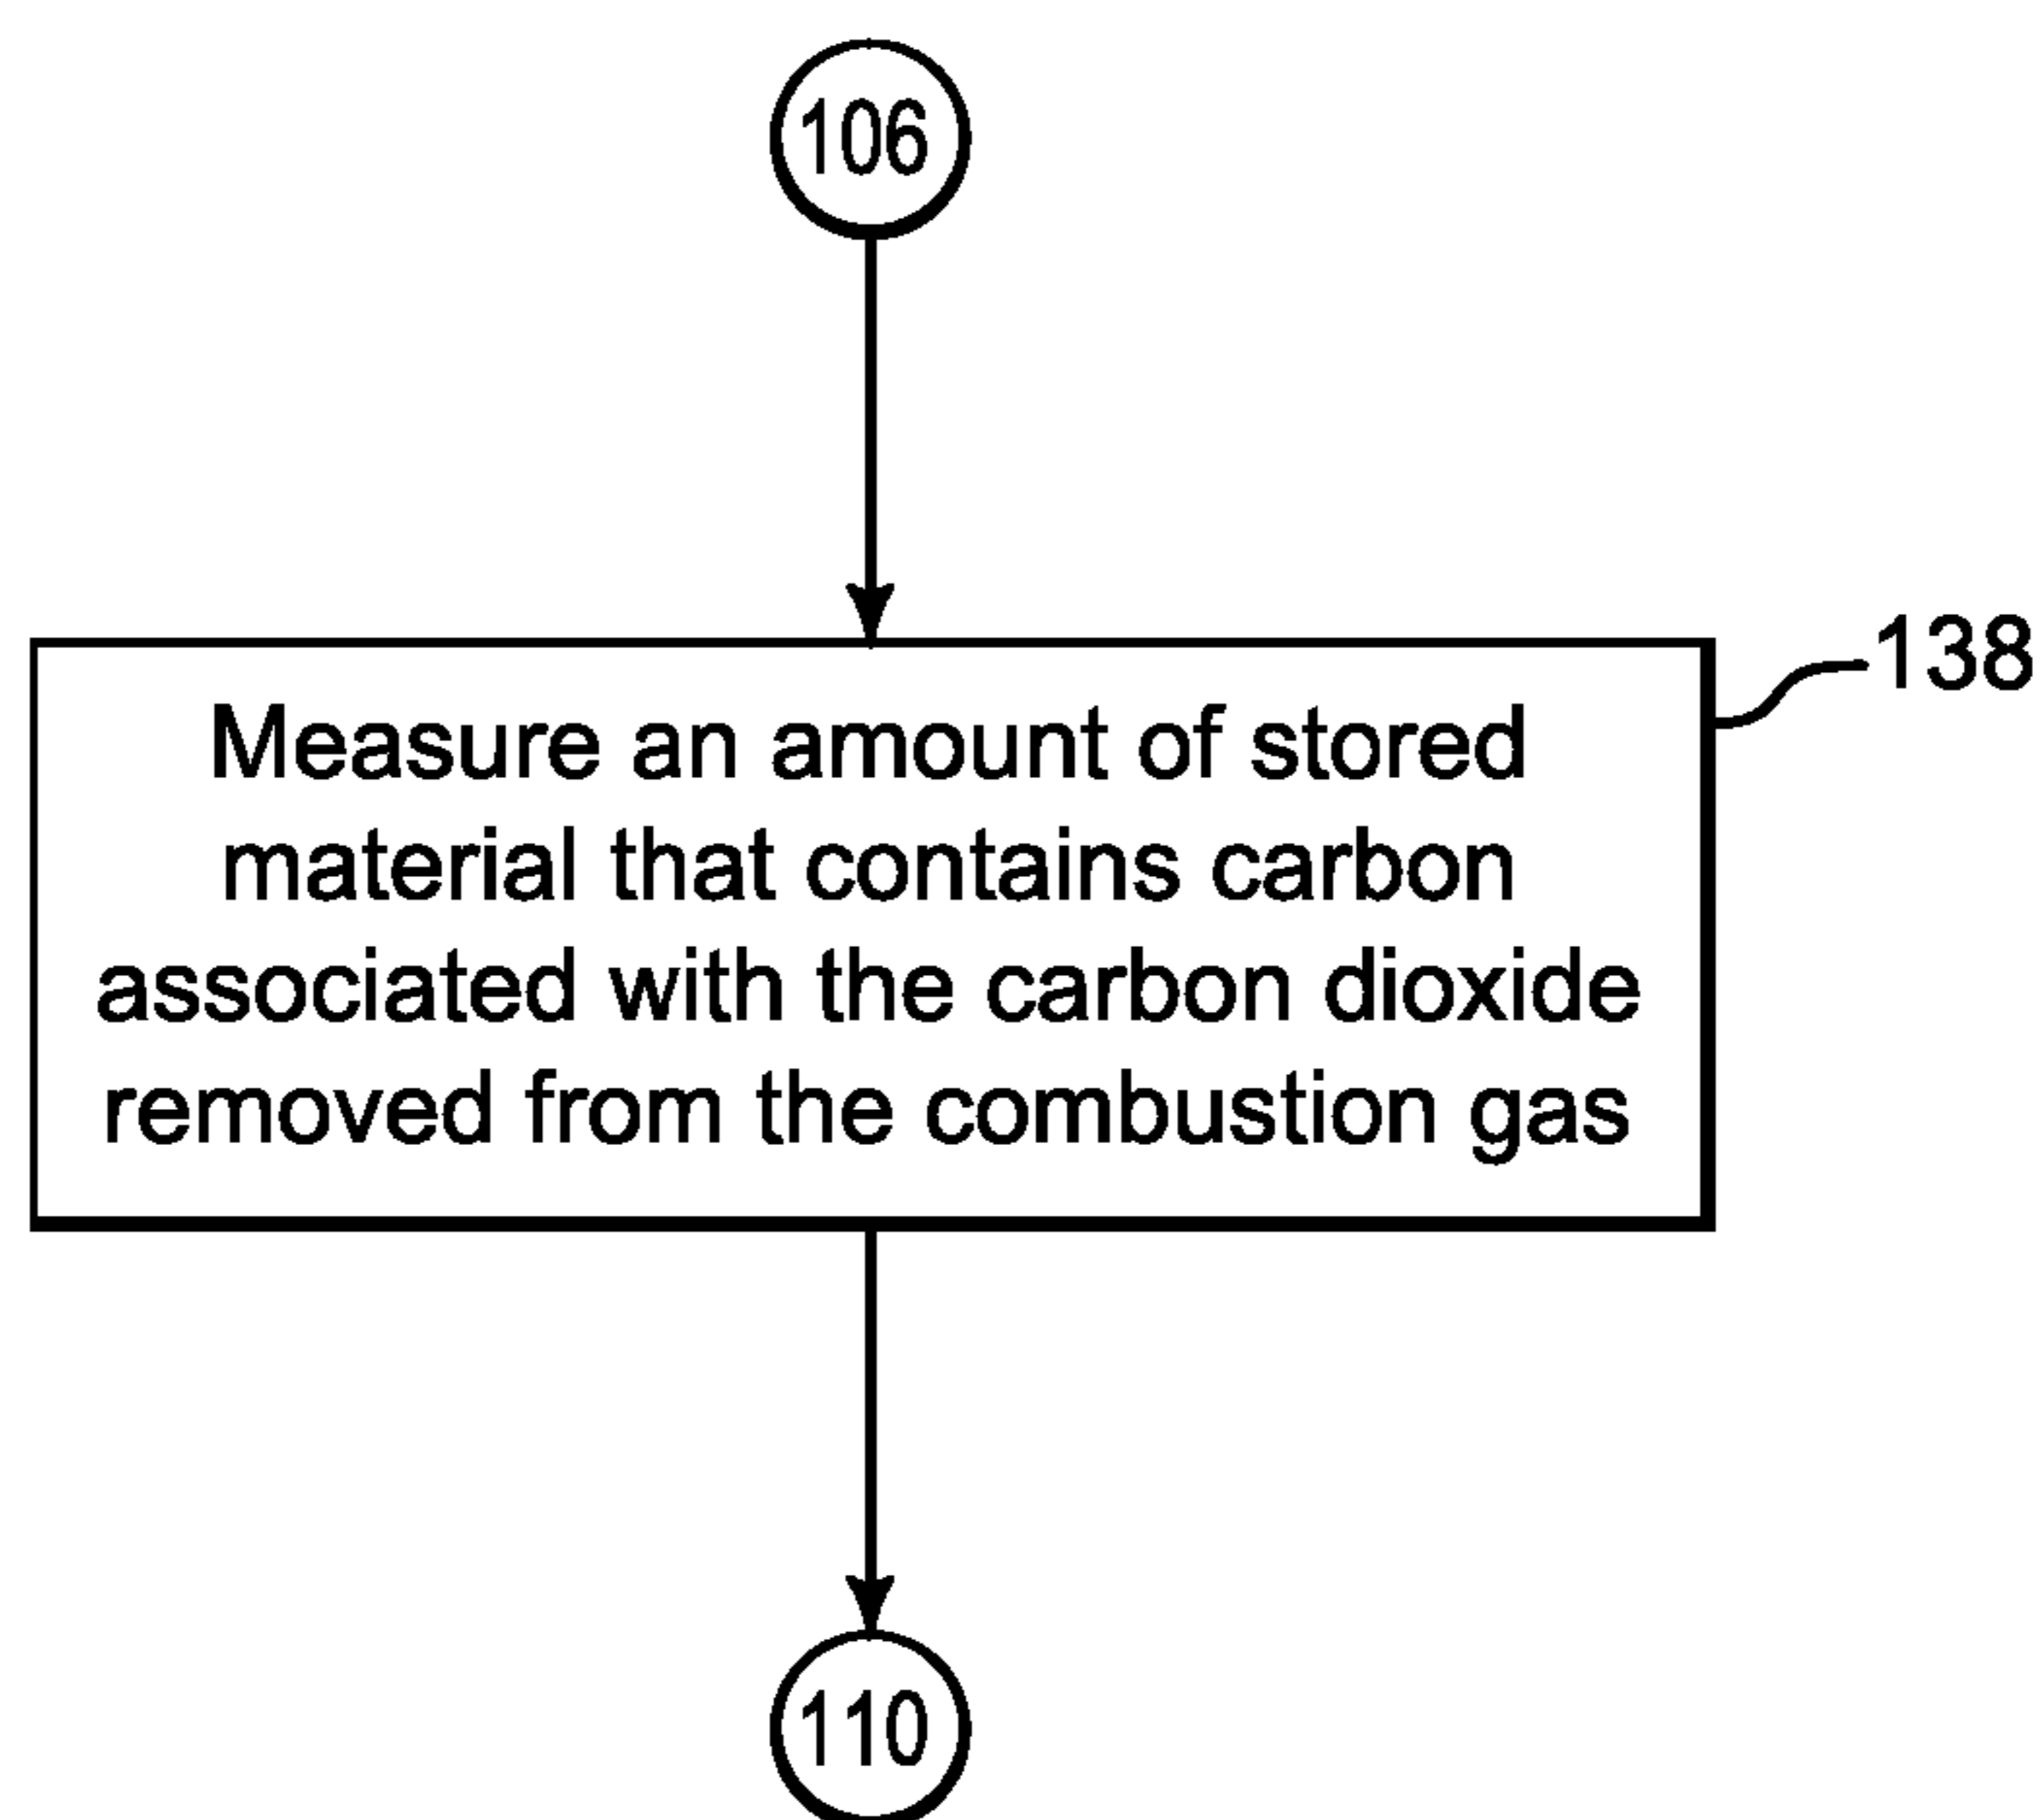 106
138
Measure an amount of stored
material that contains carbon
associated with the carbon dioxide
removed from the combustion gas
110